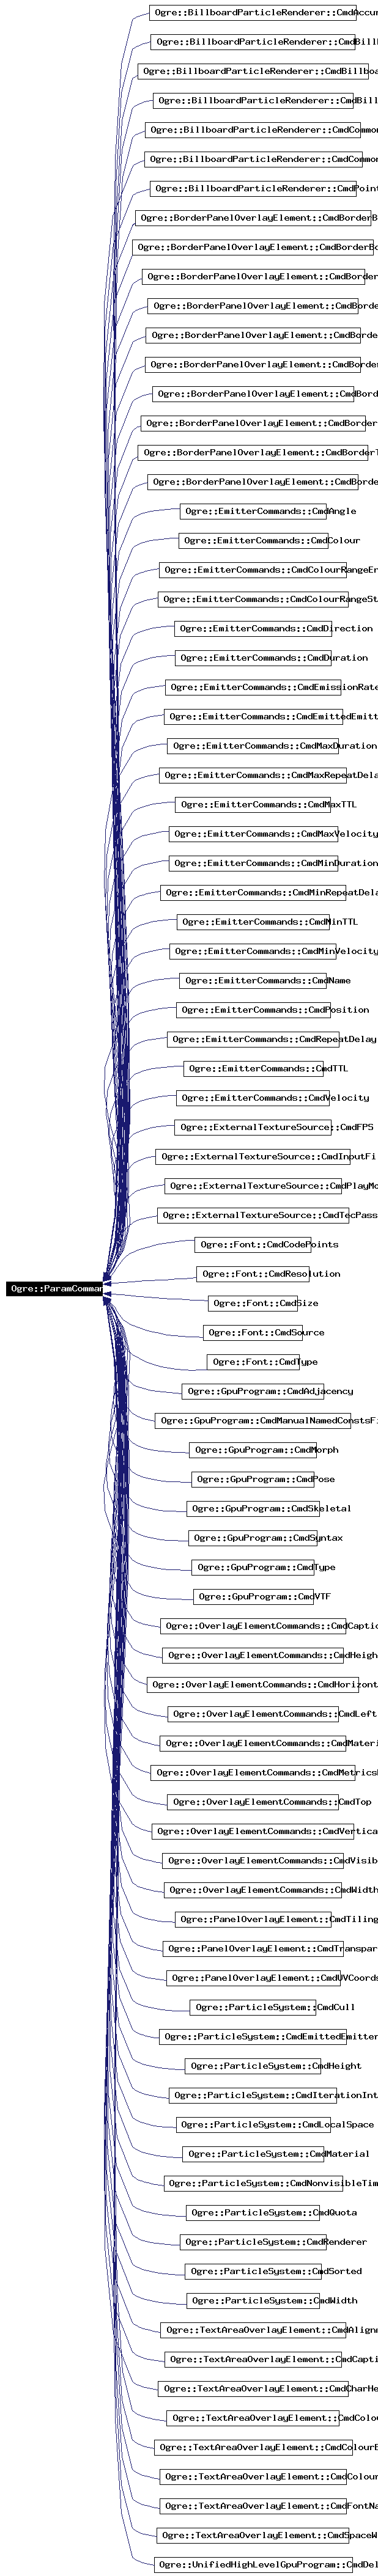 Ogre::BillboardParticleRenderer::CmdAccur
Ogre::BillboardParticleRenderer::CmdBill
Ogre::BillboardParticleRenderer::CmdBillboa
Ogre::BillboardParticleRenderer::CmdBill
Ogre::BillboardParticleRenderer::CmdCommon
Ogre::BillboardParticleRenderer::CmdCommon
Ogre::BillboardParticleRenderer::CmdPoint
Ogre::BorderPanelOverlayElement::CmdBorderB
Ogre::BorderPanelOverlayElement::CmdBorderBo
Ogre::BorderPanelOverlayElement::CmdBorder
Ogre::BorderPanelOverlayElement::CmdBorde
Ogre::BorderPanelOverlayElement::CmdBorder
Ogre::BorderPanelOverlayElement::CmdBorder
Ogre::BorderPanelOverlayElement::CmdBord
Ogre::BorderPanelOverlayElement::CmdBorder
Ogre::BorderPanelOverlayElement::CmdBorderT
Ogre::BorderPanelOverlayElement::CmdBorde
Ogre::EmitterCommands::CmdAngle
Ogre::EmitterCommands::CmdColour
Ogre::EmitterCommands::CmdColourRangeEn
Ogre::EmitterCommands::CmdColourRangeSt
Ogre::EmitterCommands::CmdDirection
Ogre::EmitterCommands::CmdDuration
Ogre::EmitterCommands::CmdEmissionRate
Ogre::EmitterCommands::CmdEmittedEmitt
Ogre::EmitterCommands::CmdMaxDuration
Ogre::EmitterCommands::CmdMaxRepeatDela
Ogre::EmitterCommands::CmdMaxTTL
Ogre::EmitterCommands::CmdMaxVelocity
Ogre::EmitterCommands::CmdMinDuration
Ogre::EmitterCommands::CmdMinRepeatDela
Ogre::EmitterCommands::CmdMinTTL
Ogre::EmitterCommands::CmdMinVelocity
Ogre::EmitterCommands::CmdName
Ogre::EmitterCommands::CmdPosition
Ogre::EmitterCommands::CmdRepeatDelay
Ogre::EmitterCommands::CmdTTL
Ogre::EmitterCommands::CmdVelocity
Ogre::ExternalTextureSource::CmdFPS
Ogre::ExternalTextureSource::CmdInputFi
Ogre::ExternalTextureSource::CmdPlayMo
Ogre::ExternalTextureSource::CmdTecPass
Ogre::Font::CmdCodePoints
Ogre::Font::CmdResolution
Ogre::ParamComman
Ogre::Font::CmdSize
Ogre::Font::CmdSource
Ogre::Font::CmdType
Ogre::GpuProgram::CmdAdjacency
Ogre::GpuProgram::CmdManualNamedConstsFi
Ogre::GpuProgram::CmdMorph
Ogre::GpuProgram::CmdPose
Ogre::GpuProgram::CmdSkeletal
Ogre::GpuProgram::CmdSyntax
Ogre::GpuProgram::CmdType
Ogre::GpuProgram::CmdVTF
Ogre::OverlayElementCommands::CmdCaptio
Ogre::OverlayElementCommands::CmdHeigh
Ogre::OverlayElementCommands::CmdHorizont
Ogre::OverlayElementCommands::CmdLeft
Ogre::OverlayElementCommands::CmdMateri
Ogre::OverlayElementCommands::CmdMetrics
Ogre::OverlayElementCommands::CmdTop
Ogre::OverlayElementCommands::CmdVertica
Ogre::OverlayElementCommands::CmdVisib
Ogre::OverlayElementCommands::CmdWidth
Ogre::PanelOverlayElement::CmdTiling
Ogre::PanelOverlayElement::CmdTranspar
Ogre::PanelOverlayElement::CmdUVCoords
Ogre::ParticleSystem::CmdCull
Ogre::ParticleSystem::CmdEmittedEmitter
Ogre::ParticleSystem::CmdHeight
Ogre::ParticleSystem::CmdIterationInt
Ogre::ParticleSystem::CmdLocalSpace
Ogre::ParticleSystem::CmdMaterial
Ogre::ParticleSystem::CmdNonvisibleTim
Ogre::ParticleSystem::CmdQuota
Ogre::ParticleSystem::CmdRenderer
Ogre::ParticleSystem::CmdSorted
Ogre::ParticleSystem::CmdWidth
Ogre::TextAreaOverlayElement::CmdAlignm
Ogre::TextAreaOverlayElement::CmdCapti
Ogre::TextAreaOverlayElement::CmdCharHe
Ogre::TextAreaOverlayElement::CmdColou
Ogre::TextAreaOverlayElement::CmdColourB
Ogre::TextAreaOverlayElement::CmdColour
Ogre::TextAreaOverlayElement::CmdFontNa
Ogre::TextAreaOverlayElement::CmdSpaceW
Ogre::UnifiedHighLevelGpuProgram::CmdDel